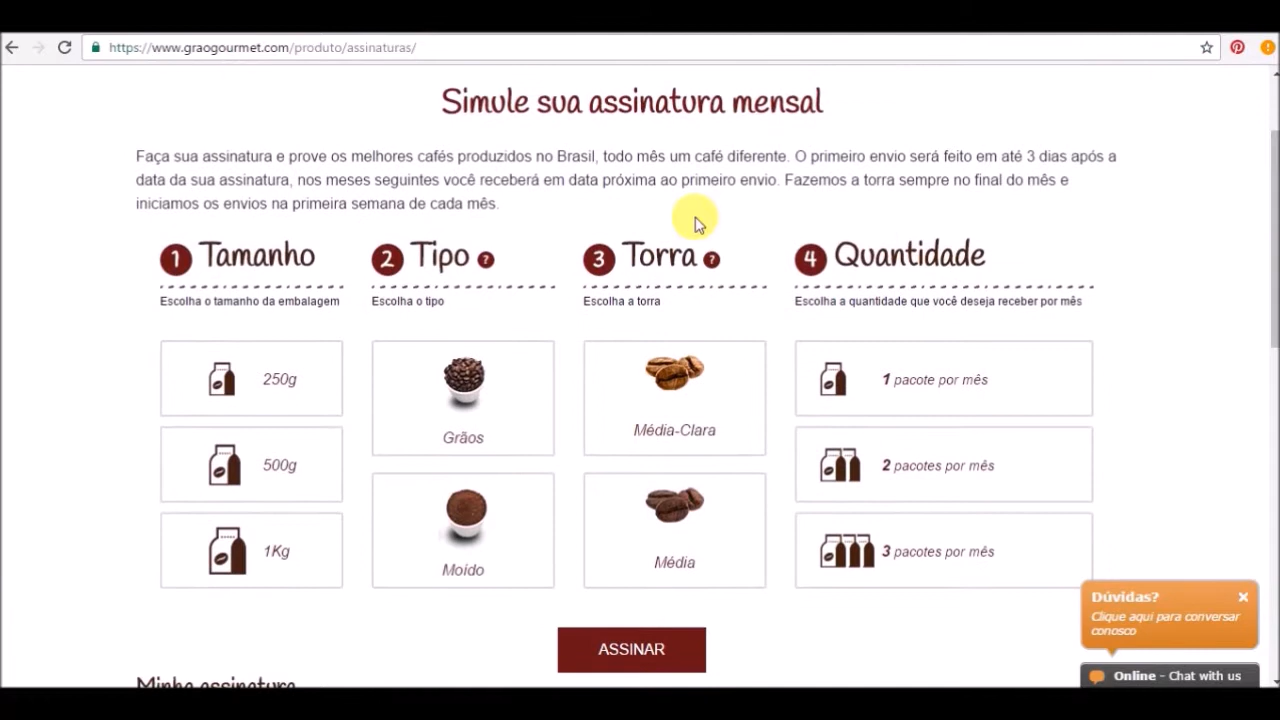 https://www.graogourmet.com/produto/assinaturas/
Simule sua assinatura mensal
Faça sua assinatura e prove os melhores cafés produzidos no Brasil, todo mês um café diferente. O primeiro envio será feito em até 3 dias após a
data da sua assinatura, nos meses seguintes você receberá em data próxima ao primeiro envio. Fazemos a torra sempre no final do mês e
iniciamos os envios na primeira semana de cada mês.
1 Tamanho
Escolha o tamanho da embalagem
250g
500g
1Kg
2 Tipo ?
Escolha o tipo
Grãos
Moído
3 Torra ?
Escolha a torra
Média-Clara
Média
4 Quantidade
Escolha a quantidade que você deseja receber por mês
1 pacote por mês
2 pacotes por mês
3 pacotes por mês
ASSINAR
Minha assinatura
Dúvidas?
Clique aqui para conversar
conosco
Online - Chat with us